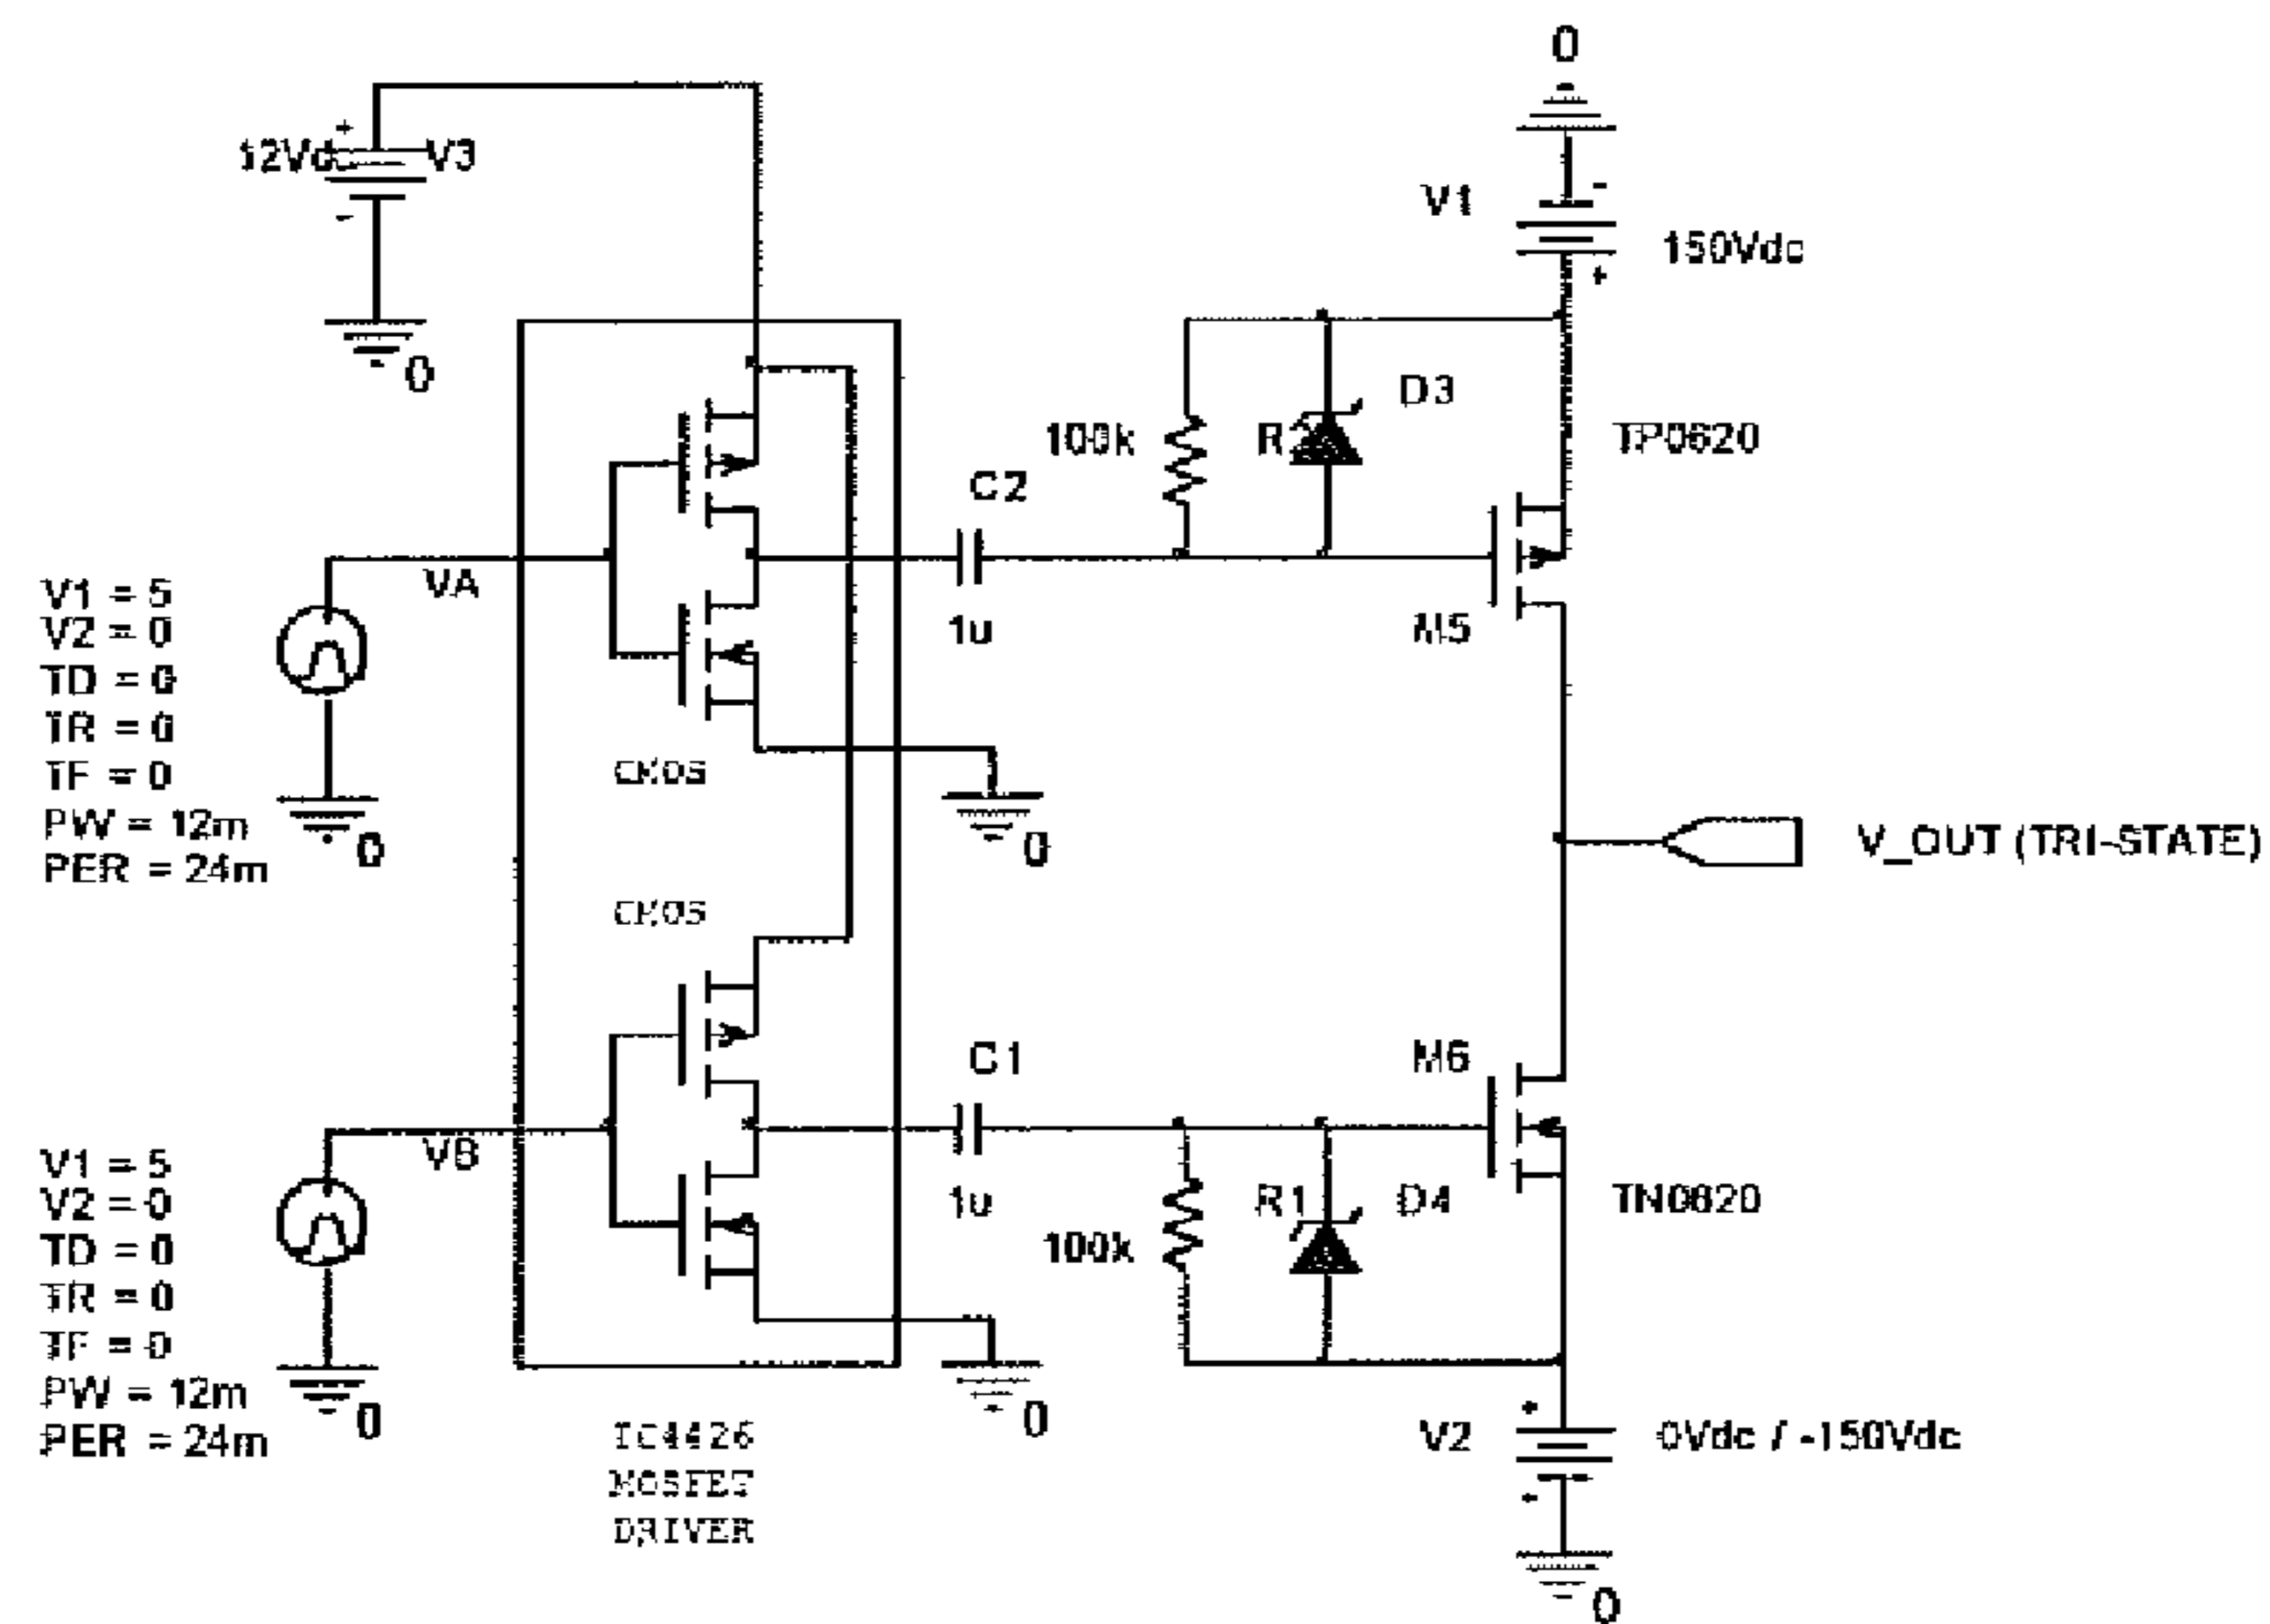 0
12Vdc
V3
V1
150Vdc
0
D3
100k
R
TP0620
C2
VA
1u
M5
V1 = 5
V2 = 0
TD = 0
TR = 0
TF = 0
PW = 12m
PER = 24m
0
CMOS
0
V_OUT (TRI-STATE)
CMOS
C1
M6
VB
1u
R1
D4
TN0620
100k
V1 = 5
V2 = 0
TD = 0
TR = 0
TF = 0
PW = 12m
PER = 24m
0
0
TC4426
MOSFET
DRIVER
V2
0Vdc / -150Vdc
0